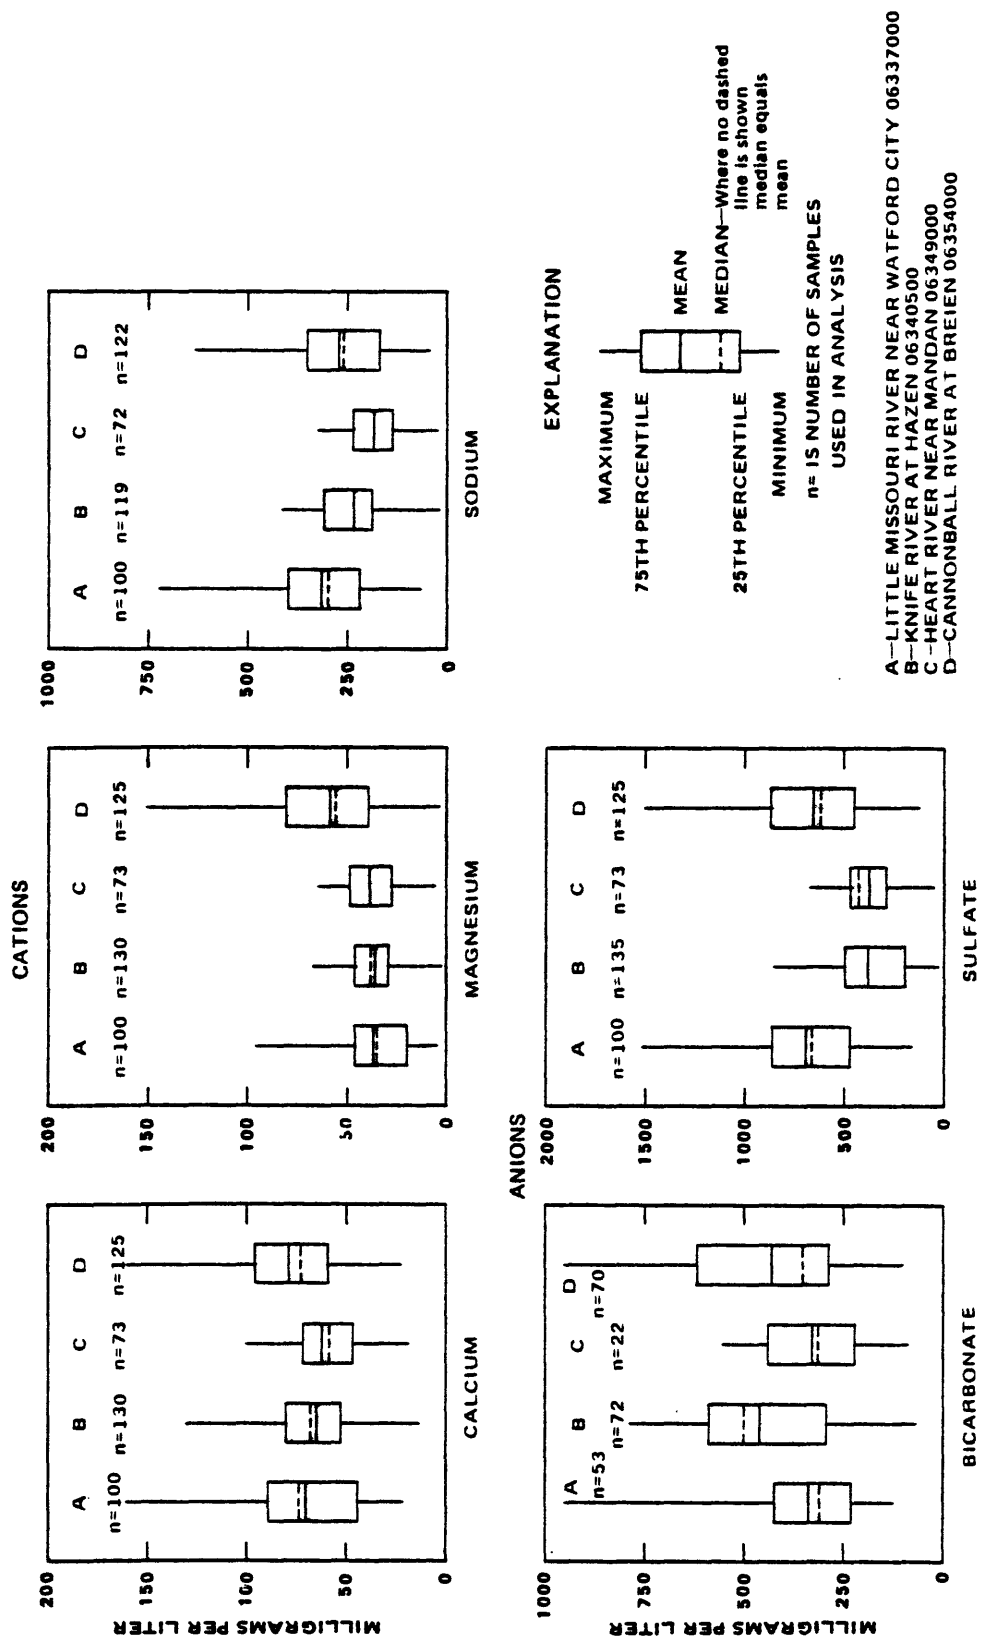 CATIONS
MILLIGRAMS PER LITER
200
150
100
50
0
A
n=100
B
n=130
C
n=73
D
n=125
CALCIUM
200
150
100
50
0
A
n=100
B
n=130
C
n=73
D
n=125
MAGNESIUM
1000
750
500
250
0
A
n=100
B
n=119
C
n=72
D
n=122
SODIUM
ANIONS
MILLIGRAMS PER LITER
1000
750
500
250
0
A
n=53
B
n=72
C
n=22
D
n=70
BICARBONATE
2000
1500
1000
500
0
A
n=100
B
n=135
C
n=73
D
n=125
SULFATE
EXPLANATION
MAXIMUM
75TH PERCENTILE
MEAN
MEDIAN—Where no dashed
line is shown
median equals
mean
25TH PERCENTILE
MINIMUM
n= IS NUMBER OF SAMPLES
USED IN ANALYSIS
A—LITTLE MISSOURI RIVER NEAR WATFORD CITY 06337000
B—KNIFE RIVER AT HAZEN 06340500
C-HEART RIVER NEAR MANDAN 06349000
D—CANNONBALL RIVER AT BREIEN 06354000